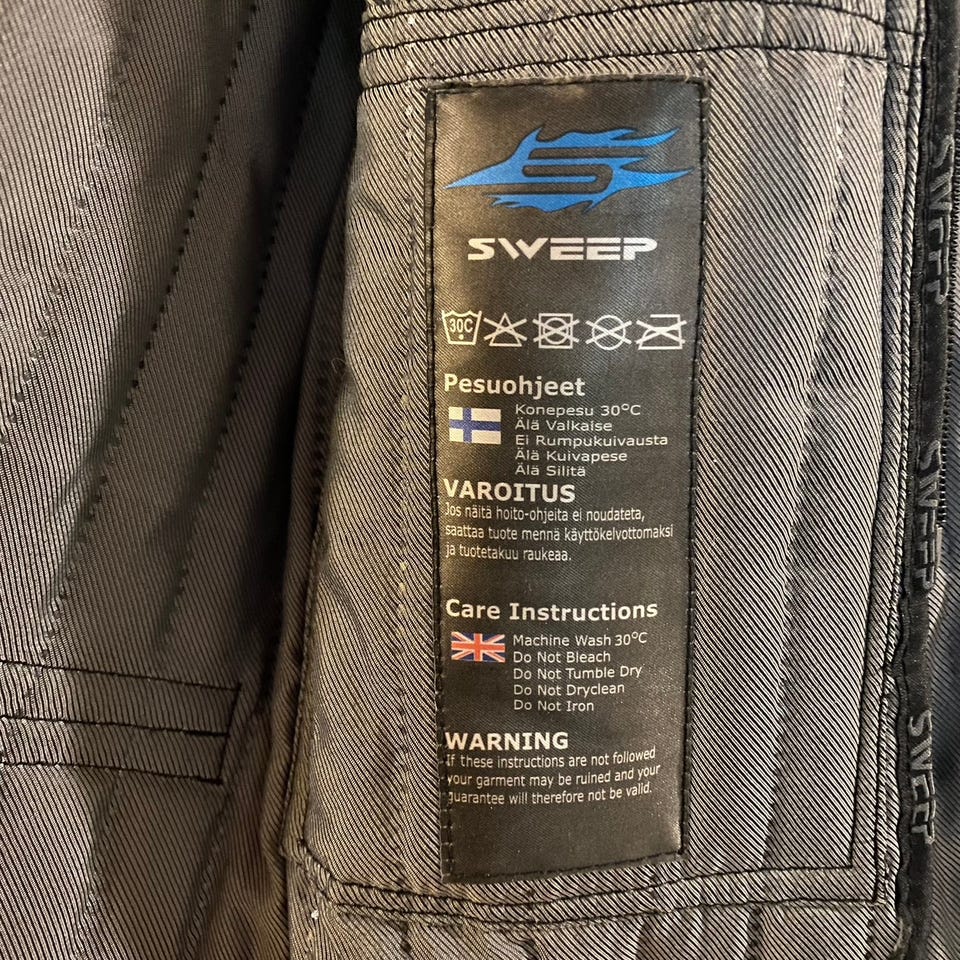 SWEEP
30C
Pesuohjeet
Konepesu 30°C
Älä Valkaise
Ei Rumpukuivausta
Älä Kuivapese
Älä Silitä
VAROITUS
Jos näitä hoito-ohjeita ei noudateta,
saattaa tuote mennä käyttökelvottomaksi
ja tuotetakuu raukeaa.
Care Instructions
Machine Wash 30°C
Do Not Bleach
Do Not Tumble Dry
Do Not Dryclean
Do Not Iron
WARNING
If these instructions are not followed
your garment may be ruined and your
guarantee will therefore not be valid.
SWEEP
SWEEP
SWEEP